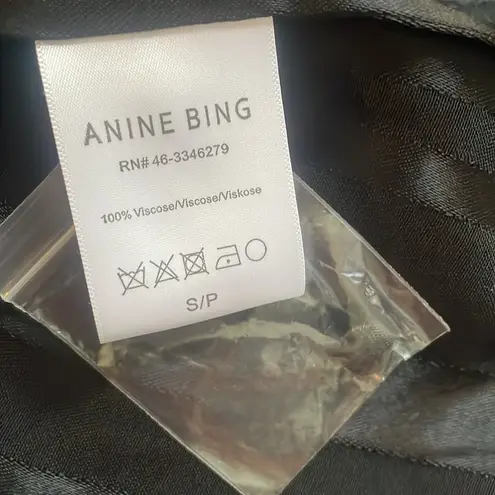 ANINE BING
RN# 46-3346279
100% Viscose/Viscose/Viskose
S/P